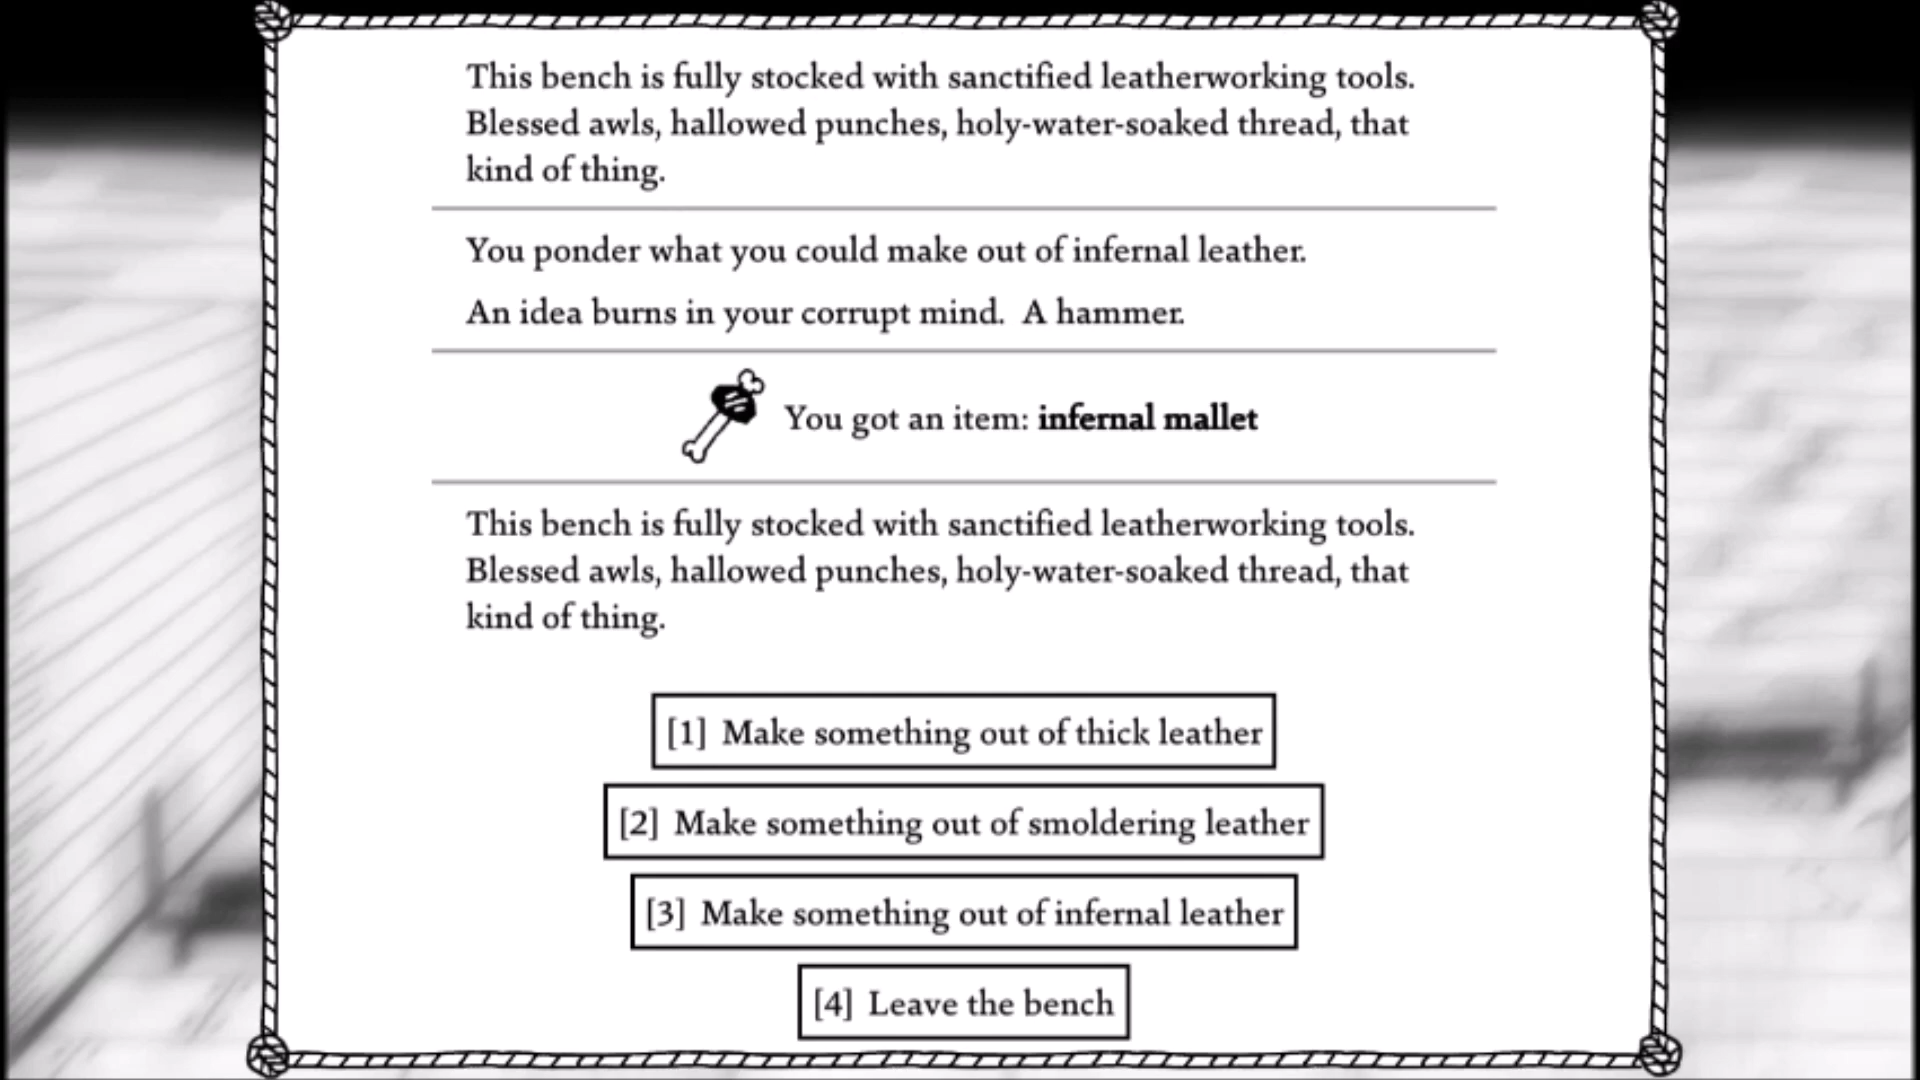 This bench is fully stocked with sanctified leatherworking tools.
Blessed awls, hallowed punches, holy-water-soaked thread, that
kind of thing.
You ponder what you could make out of infernal leather.
An idea burns in your corrupt mind.  A hammer.
You got an item: infernal mallet
This bench is fully stocked with sanctified leatherworking tools.
Blessed awls, hallowed punches, holy-water-soaked thread, that
kind of thing.
[1] Make something out of thick leather
[2] Make something out of smoldering leather
[3] Make something out of infernal leather
[4] Leave the bench